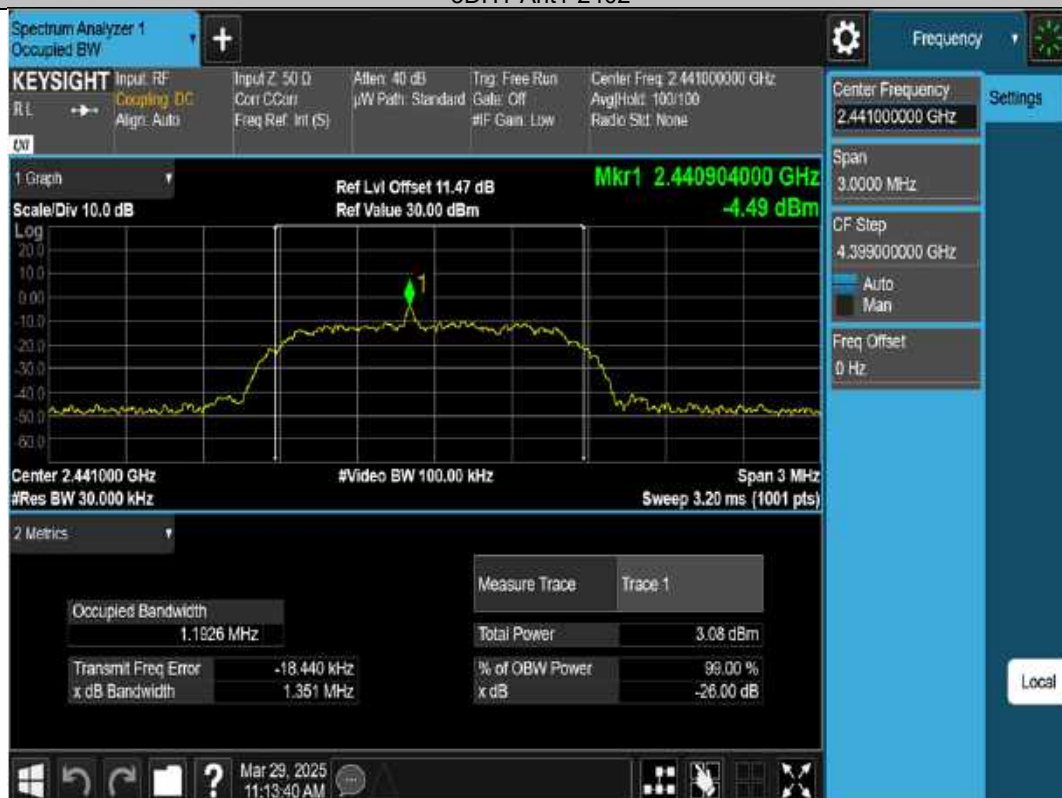 Spectrum Analyzer 1
Occupied BW
+
Frequency
KEYSIGHT
RL
Input: RF
Coupling: DC
Align: Auto
Input Z: 50 Ω
Corr CCorr
Freq Ref: Int (S)
Atten: 40 dB
µW Path: Standard
Trig: Free Run
Gate: Off
#IF Gain: Low
Center Freq: 2.441000000 GHz
Avg|Hold: 100/100
Radio Std: None
Center Frequency
2.441000000 GHz
Settings
Span
3.0000 MHz
CF Step
4.399000000 GHz
Auto
Man
Freq Offset
0 Hz
Local
1 Graph
Scale/Div 10.0 dB
Ref Lvl Offset 11.47 dB
Ref Value 30.00 dBm
Mkr1 2.440904000 GHz
-4.49 dBm
Log
20.0
10.0
0.00
-10.0
-20.0
-30.0
-40.0
-50.0
-60.0
1
Center 2.441000 GHz
#Video BW 100.00 kHz
Span 3 MHz
#Res BW 30.000 kHz
Sweep 3.20 ms (1001 pts)
2 Metrics
Measure Trace
Trace 1
Occupied Bandwidth
1.1926 MHz
Total Power
3.08 dBm
Transmit Freq Error
-18.440 kHz
% of OBW Power
99.00 %
x dB Bandwidth
1.351 MHz
x dB
-26.00 dB
?
Mar 29, 2025
11:13:40 AM